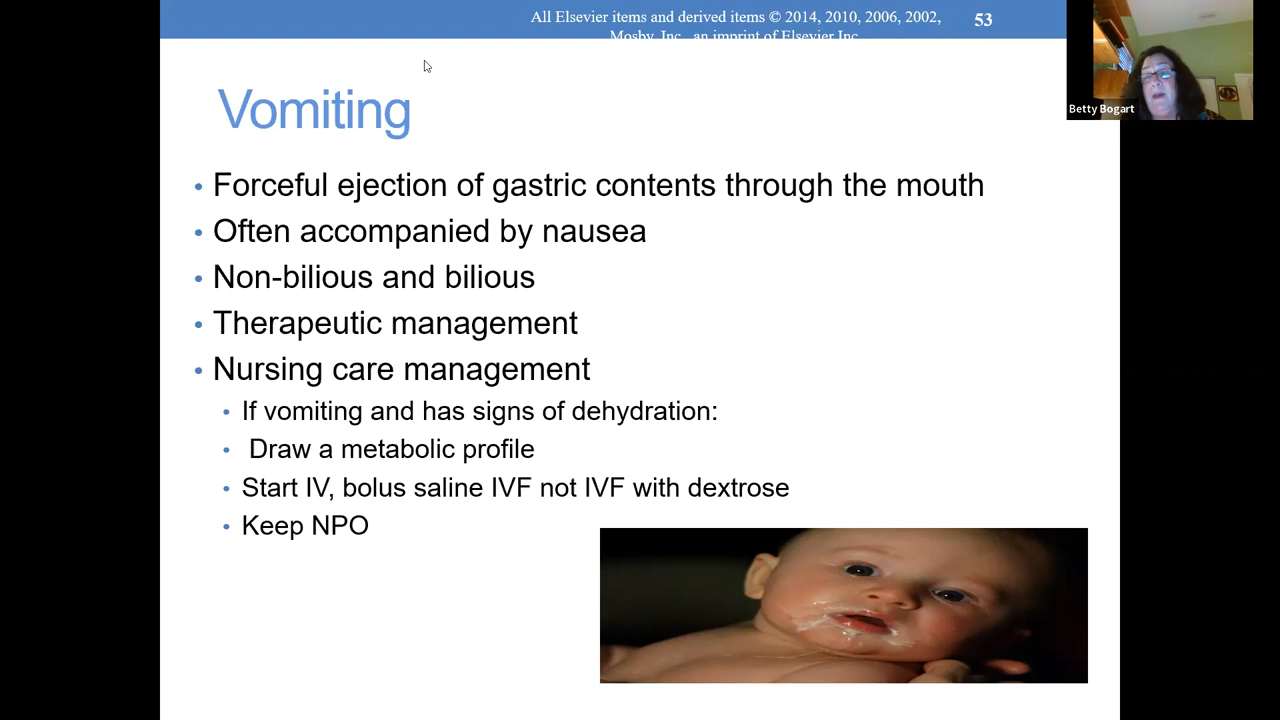 All Elsevier items and derived items © 2014, 2010, 2006, 2002,
Mosby, Inc., an imprint of Elsevier Inc.
53
Betty Bogart
Vomiting
• Forceful ejection of gastric contents through the mouth
• Often accompanied by nausea
• Non-bilious and bilious
• Therapeutic management
• Nursing care management
• If vomiting and has signs of dehydration:
• Draw a metabolic profile
• Start IV, bolus saline IVF not IVF with dextrose
• Keep NPO